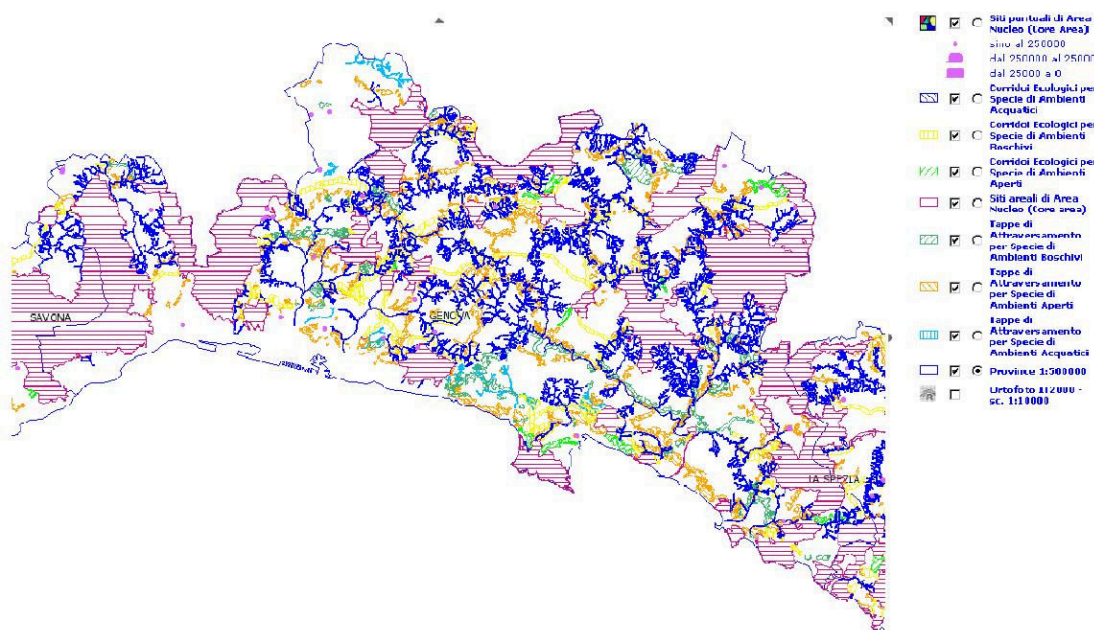 Siti puntuali di Area
Nucleo (Core Area)
sino al 250000
dal 250000 al 2500
dal 25000 a 0
Corridoi Ecologici per
Specie di Ambienti
Acquatici
Corridoi Ecologici per
Specie di Ambienti
Boschivi
Corridoi Ecologici per
Specie di Ambienti
Aperti
Siti areali di Area
Nucleo (Core area)
Tappe di
Attraversamento
per Specie di
Ambienti Boschivi
Tappe di
Attraversamento
per Specie di
Ambienti Aperti
Tappe di
Attraversamento
per Specie di
Ambienti Acquatici
Province 1:500000
Ortofoto IT2000 -
sc. 1:10000
SAVONA
GENOVA
LA SPEZIA